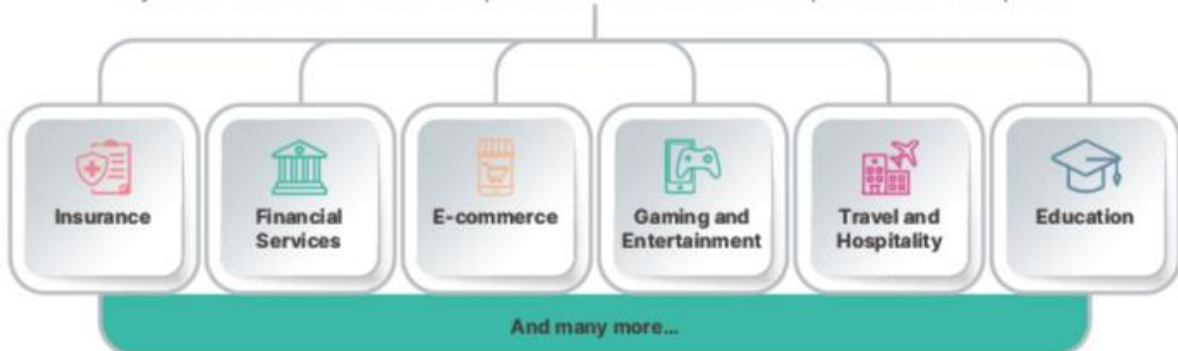 Insurance
Financial
Services
E-commerce
Gaming and
Entertainment
Travel and
Hospitality
Education
And many more...